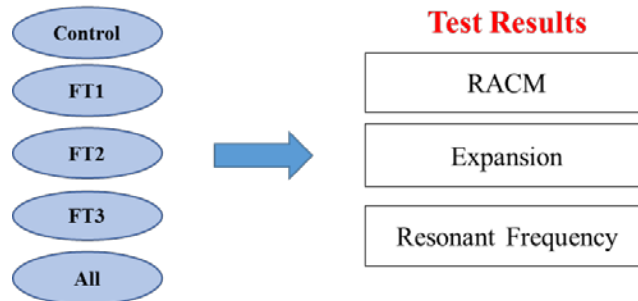 Control
FT1
FT2
FT3
All
Test Results
RACM
Expansion
Resonant Frequency